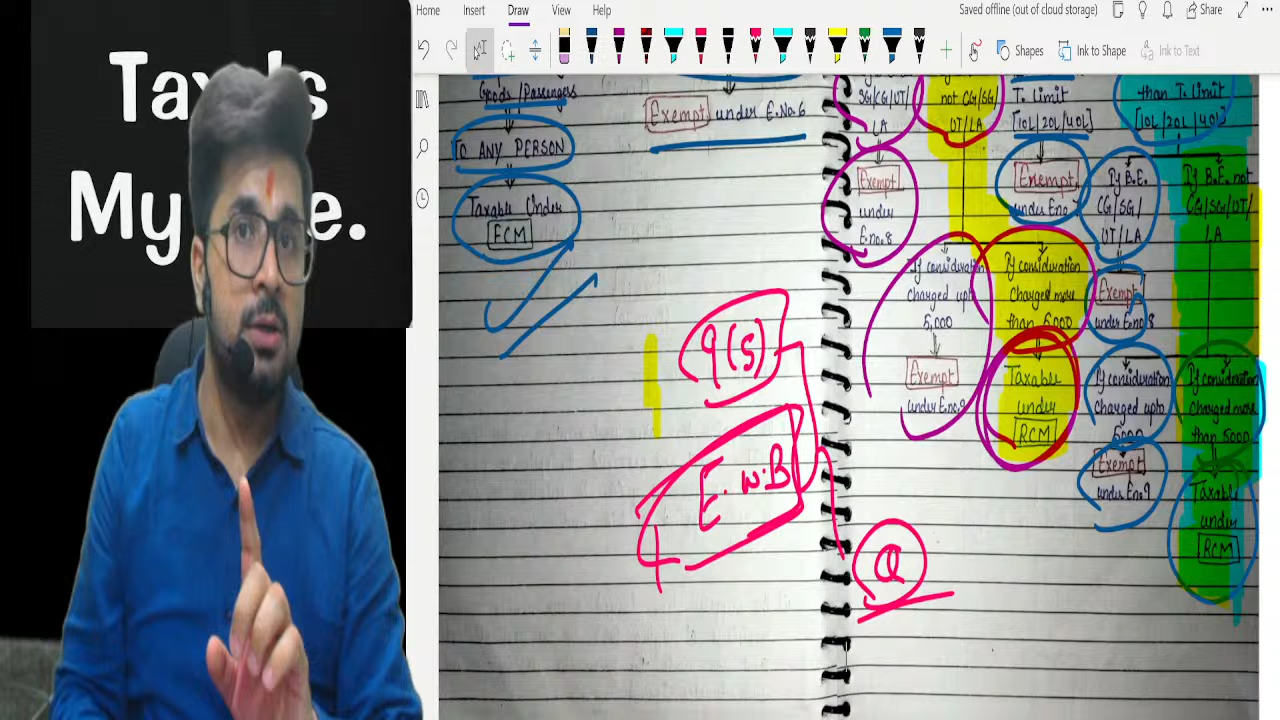 Home Insert Draw View Help
Saved offline (out of cloud storage)
Share
Shapes
Ink to Shape
Ink to Text
Goods / Passengers
TO ANY PERSON
Taxable Under
ECM
Exempt under E.No.6
9(5)
E.W.B
Q
SG/CG/UT/
LA
Exempt
under
E.no.8
not CG/SG/
UT/LA
If consideration
charged upto
5,000
Exempt
under E.no.9
If consideration
charged more
than 5000
Taxable
under
RCM
T. limit
[10L/20L/40L]
Exempt
under E.no
than T. limit
[10L/20L/40L]
If B.E.
CG/SG/
UT/LA
Exempt
under E.no.8
If consideration
charged upto
5000
Exempt
under E.no.9
If B.E. not
CG/SG/UT/
LA
If consideration
charged more
than 5000
Taxable
under
RCM